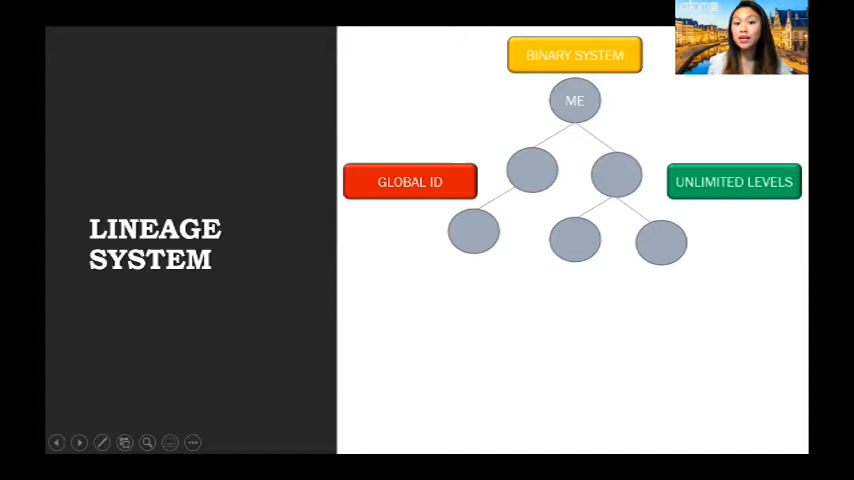 BINARY SYSTEM
ME
GLOBAL ID
UNLIMITED LEVELS
LINEAGE
SYSTEM